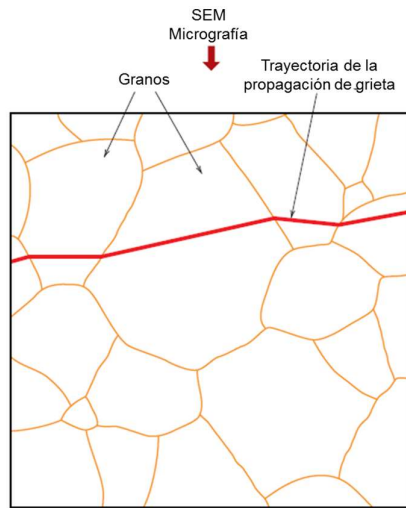 SEM
Micrografía
Granos
Trayectoria de la
propagación de grieta